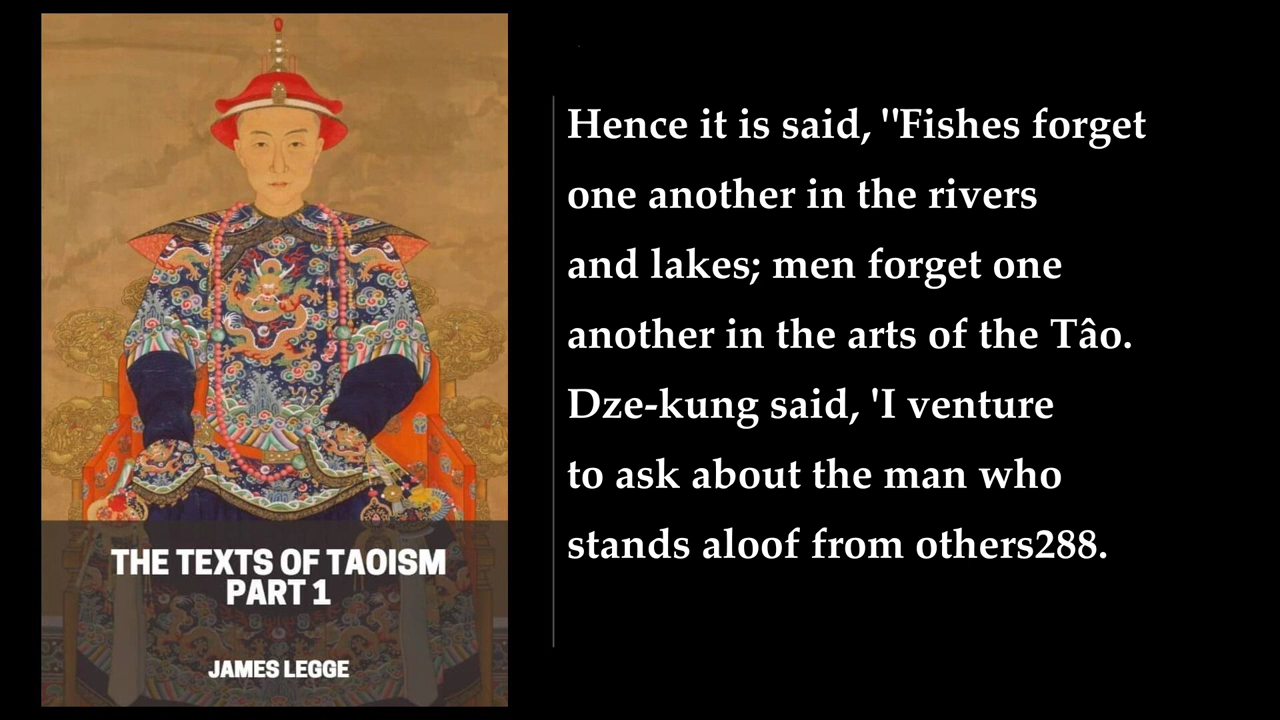 THE TEXTS OF TAOISM
PART 1
JAMES LEGGE
Hence it is said, "Fishes forget
one another in the rivers
and lakes; men forget one
another in the arts of the Tâo.
Dze-kung said, 'I venture
to ask about the man who
stands aloof from others288.